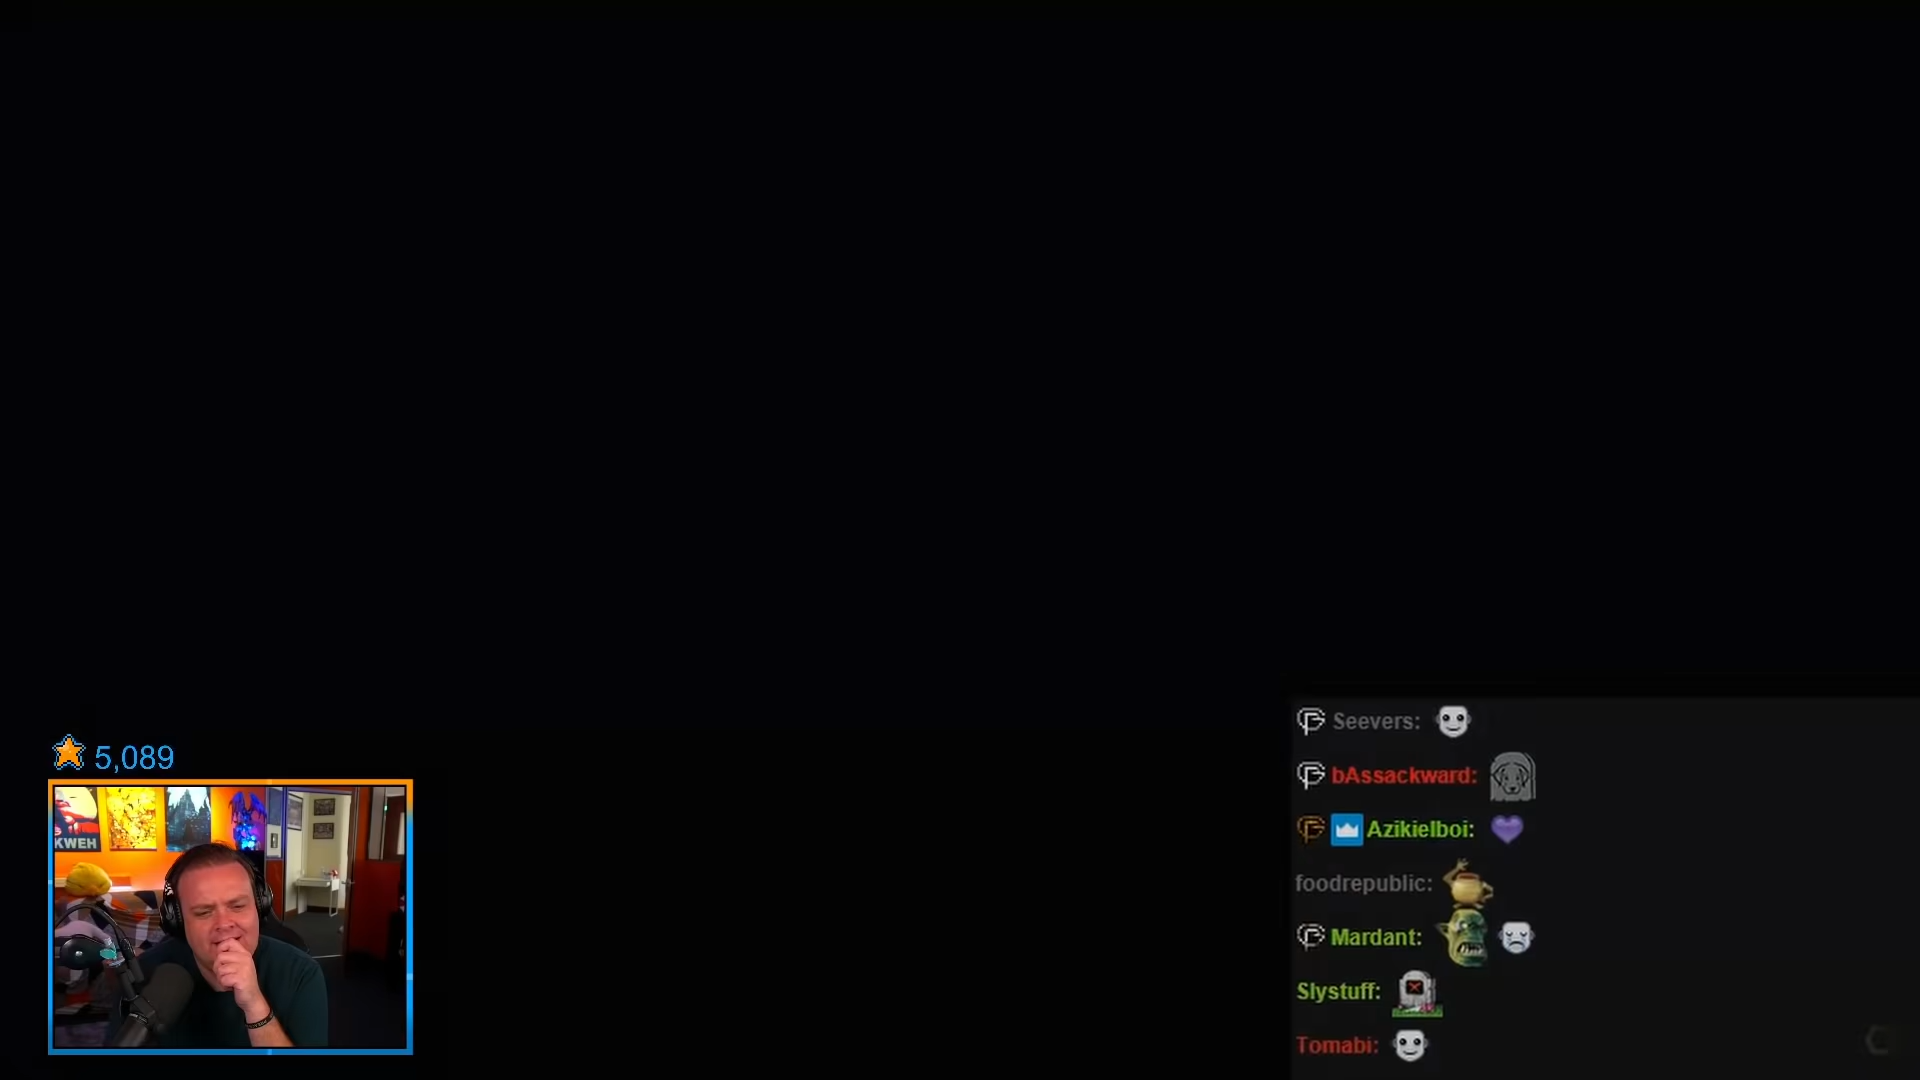 5,089
KWEH
Seevers:
bAssackward:
Azikielboi:
foodrepublic:
Mardant:
Slystuff:
Tomabi: